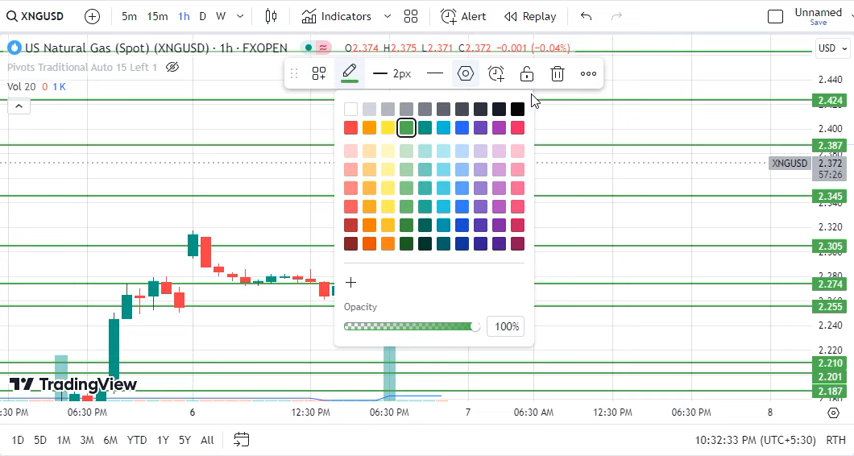 XNGUSD 5m 15m 1h D W Indicators Alert Replay Unnamed
Save
US Natural Gas (Spot) (XNGUSD) · 1h · FXOPEN O2.374 H2.375 L2.371 C2.372 -0.001 (-0.04%) USD
Pivots Traditional Auto 15 Left 1
2px
Vol 20 0 1K
2.440
2.424
2.400
2.387
XNGUSD 2.372
57:26
2.345
2.320
2.305
2.274
2.255
2.240
2.220
2.210
2.201
2.187
Opacity
100%
TradingView
:30 PM 06:30 PM 6 12:30 PM 06:30 PM 7 06:30 AM 12:30 PM 06:30 PM 8
1D 5D 1M 3M 6M YTD 1Y 5Y All 10:32:33 PM (UTC+5:30) RTH